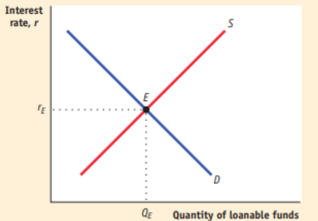 Interest
rate, r
S
E
rE
D
QE
Quantity of loanable funds